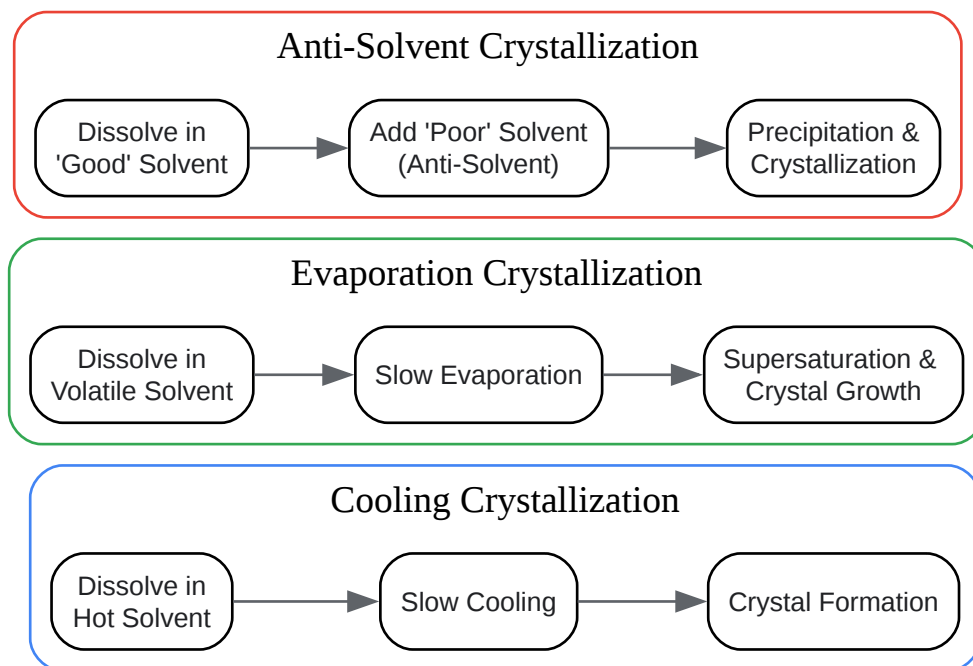 Anti-Solvent Crystallization
Dissolve in
'Good' Solvent
Add 'Poor' Solvent
(Anti-Solvent)
Precipitation &
Crystallization
Evaporation Crystallization
Dissolve in
Volatile Solvent
Slow Evaporation
Supersaturation &
Crystal Growth
Cooling Crystallization
Dissolve in
Hot Solvent
Slow Cooling
Crystal Formation